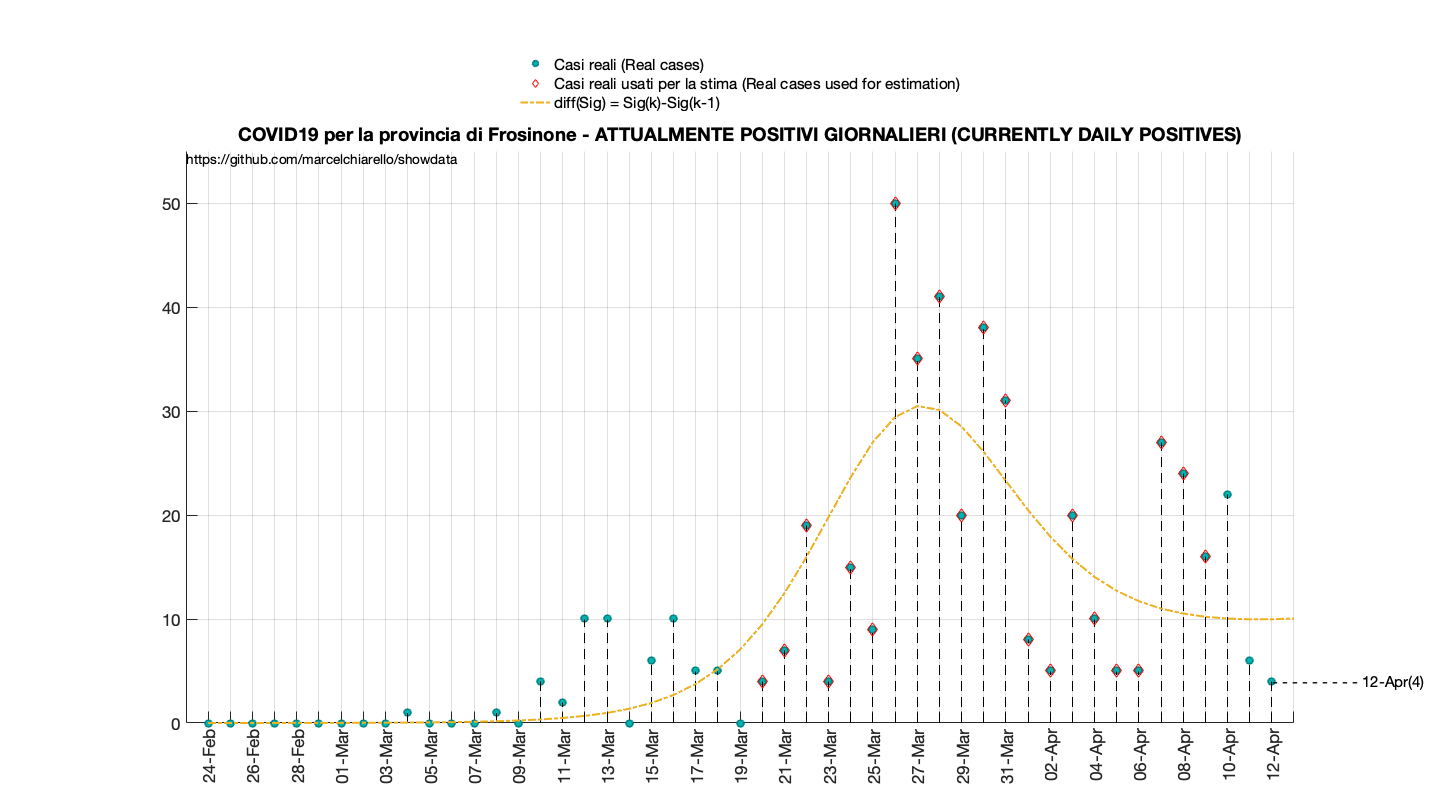 Casi reali (Real cases)
Casi reali usati per la stima (Real cases used for estimation)
diff(Sig) = Sig(k)-Sig(k-1)
COVID19 per la provincia di Frosinone - ATTUALMENTE POSITIVI GIORNALIERI (CURRENTLY DAILY POSITIVES)
https://github.com/marcelchiarello/showdata
50
40
30
20
10
0
12-Apr(4)
24-Feb
26-Feb
28-Feb
01-Mar
03-Mar
05-Mar
07-Mar
09-Mar
11-Mar
13-Mar
15-Mar
17-Mar
19-Mar
21-Mar
23-Mar
25-Mar
27-Mar
29-Mar
31-Mar
02-Apr
04-Apr
06-Apr
08-Apr
10-Apr
12-Apr